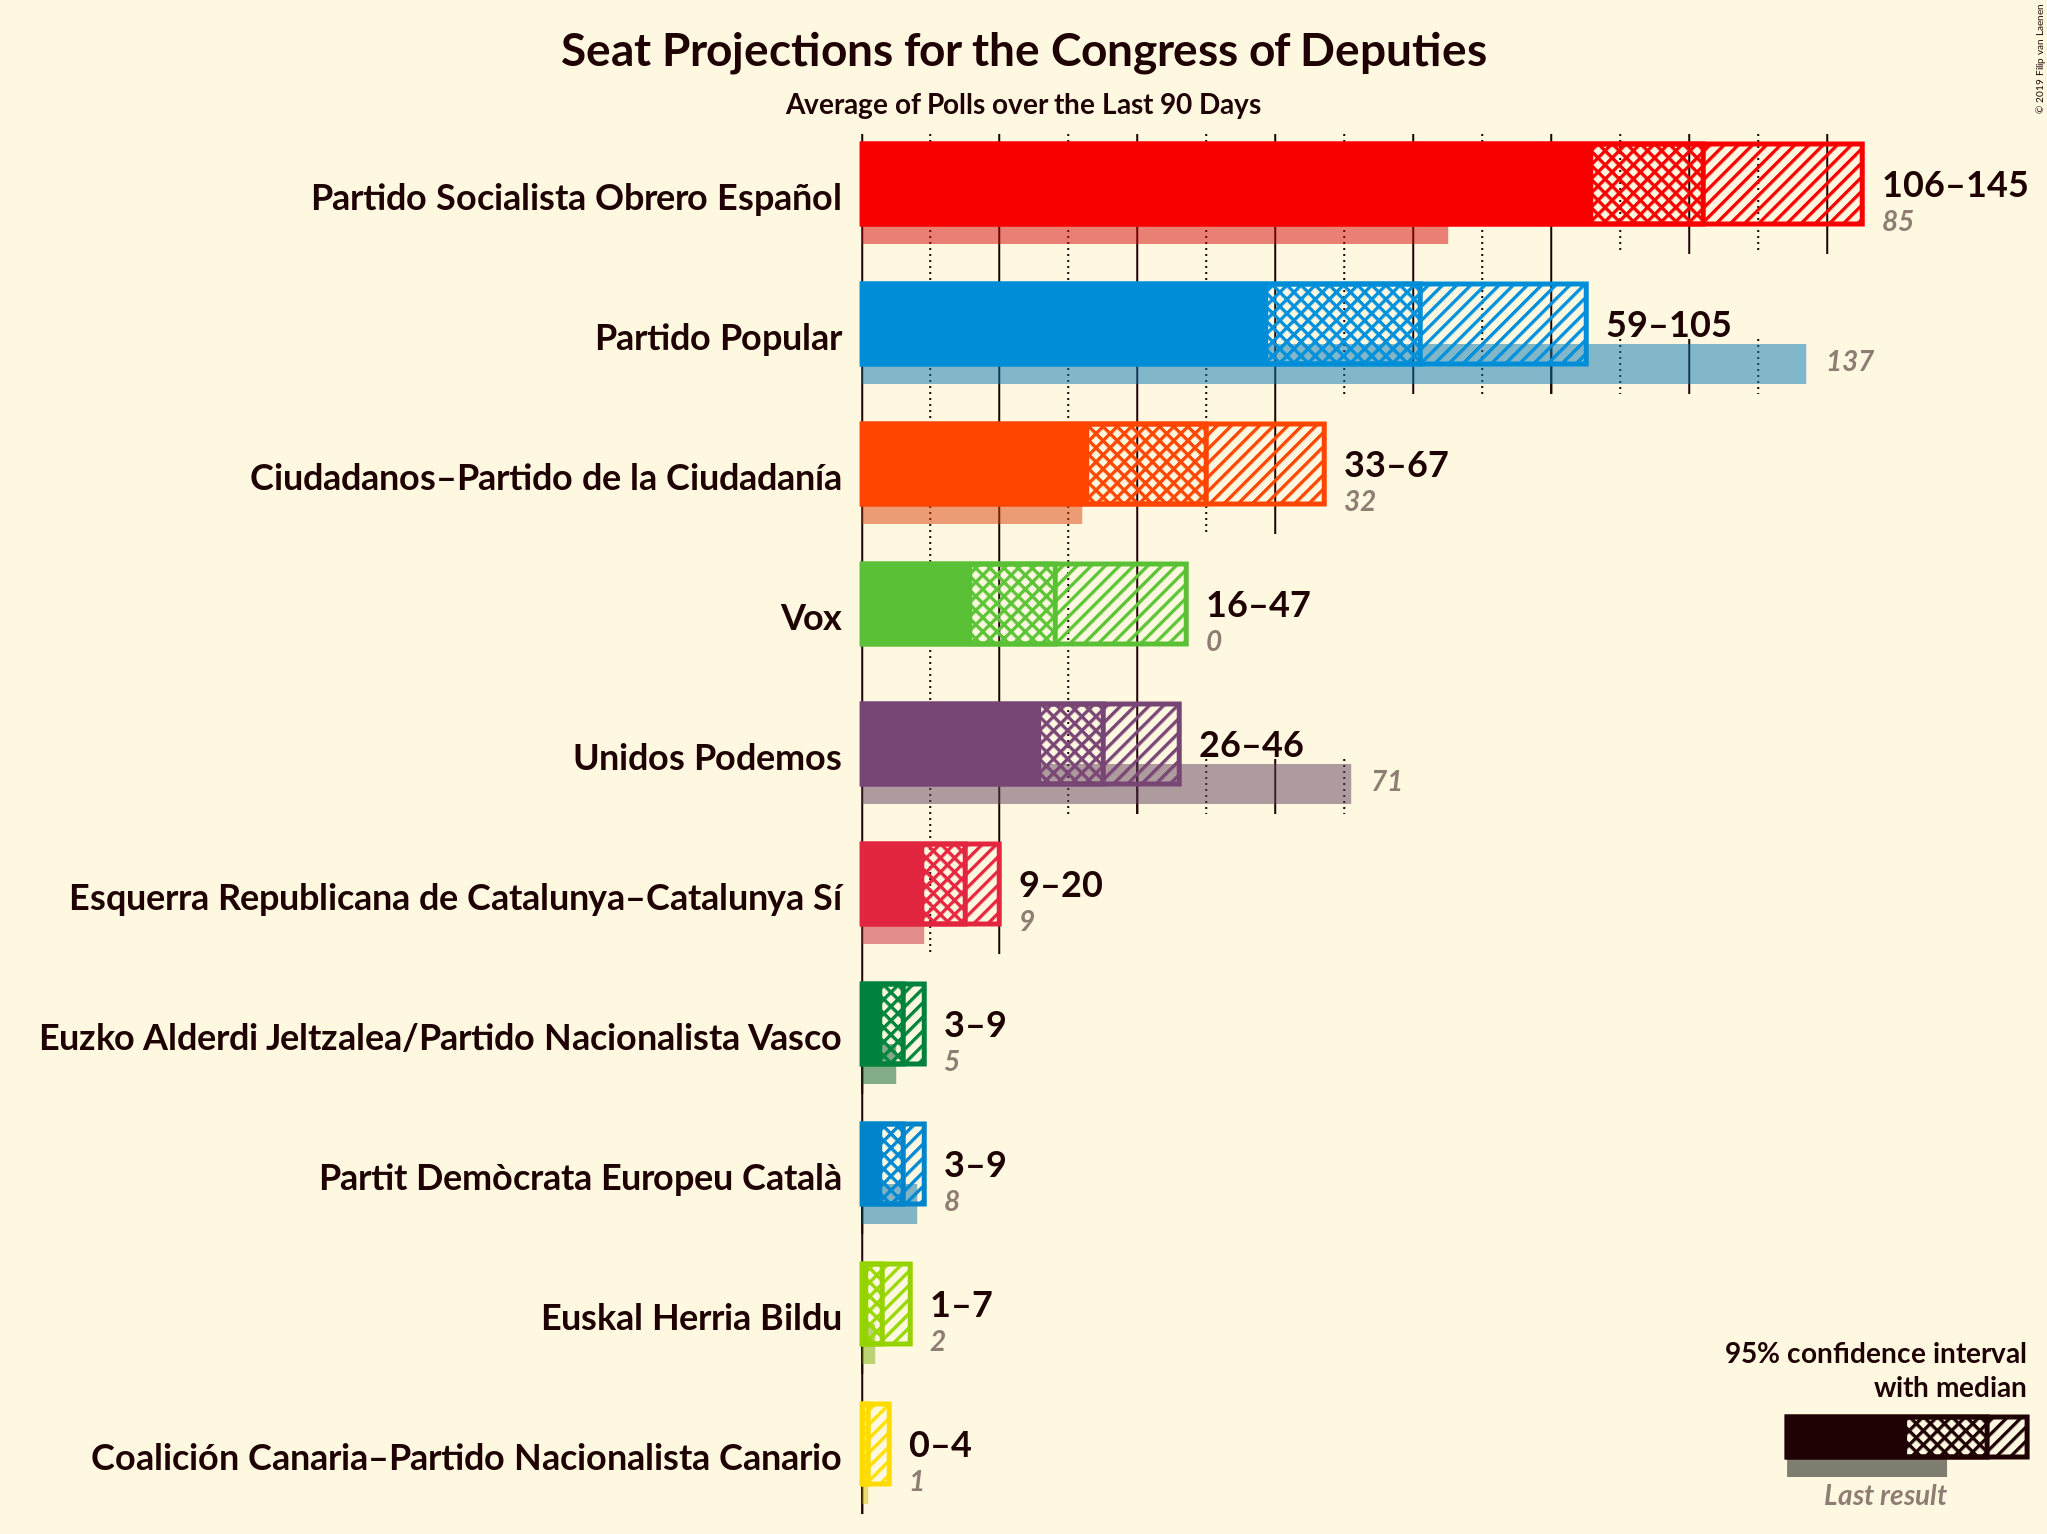 Seat Projections for the Congress of Deputies
Average of Polls over the Last 90 Days
© 2019 Filip van Laenen
Partido Socialista Obrero Español
106–145
85
Partido Popular
59–105
137
Ciudadanos–Partido de la Ciudadanía
33–67
32
Vox
16–47
0
Unidos Podemos
26–46
71
Esquerra Republicana de Catalunya–Catalunya Sí
9–20
9
Euzko Alderdi Jeltzalea/Partido Nacionalista Vasco
3–9
5
Partit Demòcrata Europeu Català
3–9
8
Euskal Herria Bildu
1–7
2
Coalición Canaria–Partido Nacionalista Canario
0–4
1
95% confidence interval
with median
Last result